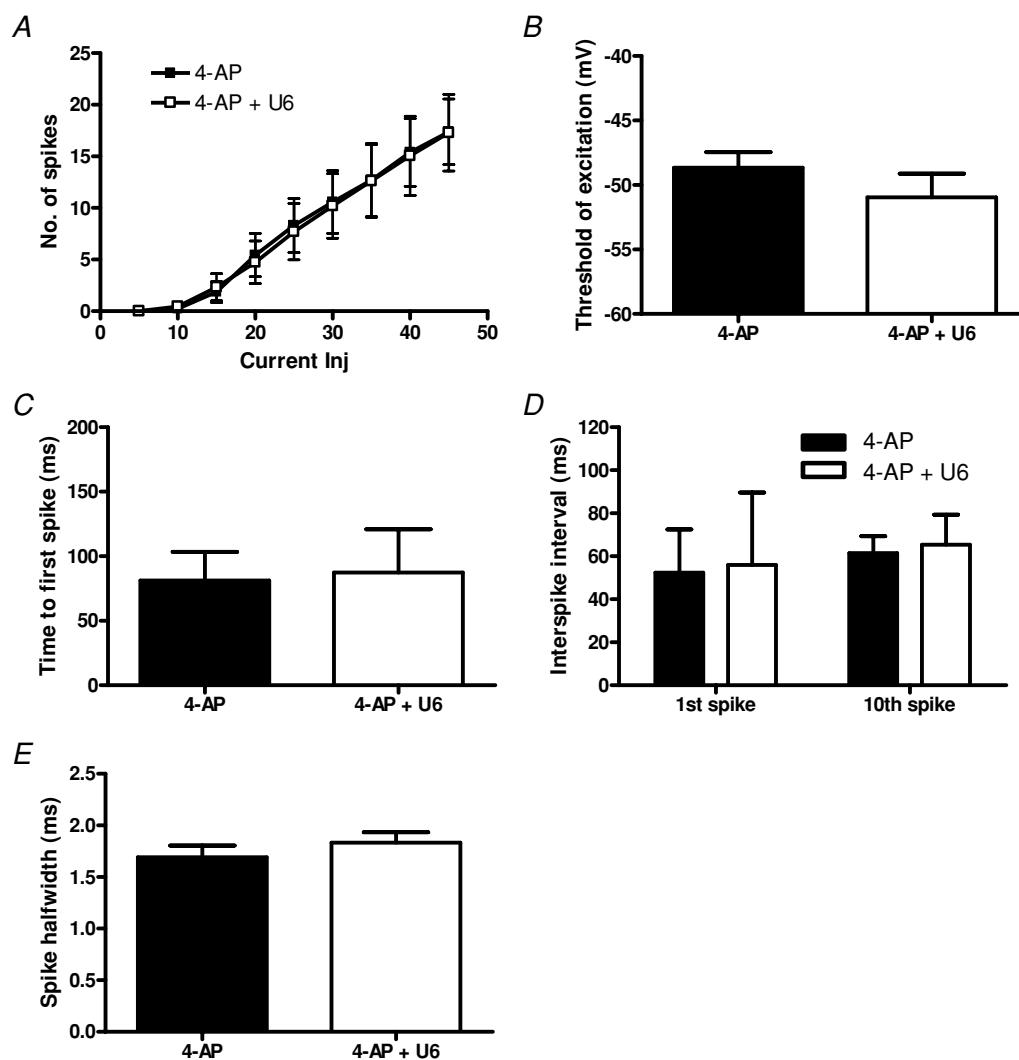 A
No. of spikes
25
20
15
10
5
0
4-AP
4-AP + U6
0 10 20 30 40 50
Current Inj
B
Threshold of excitation (mV)
-40
-45
-50
-55
-60
4-AP 4-AP + U6
C
Time to first spike (ms)
200
150
100
50
0
4-AP 4-AP + U6
D
Interspike interval (ms)
120
100
80
60
40
20
0
4-AP
4-AP + U6
1st spike 10th spike
E
Spike halfwidth (ms)
2.5
2.0
1.5
1.0
0.5
0.0
4-AP 4-AP + U6